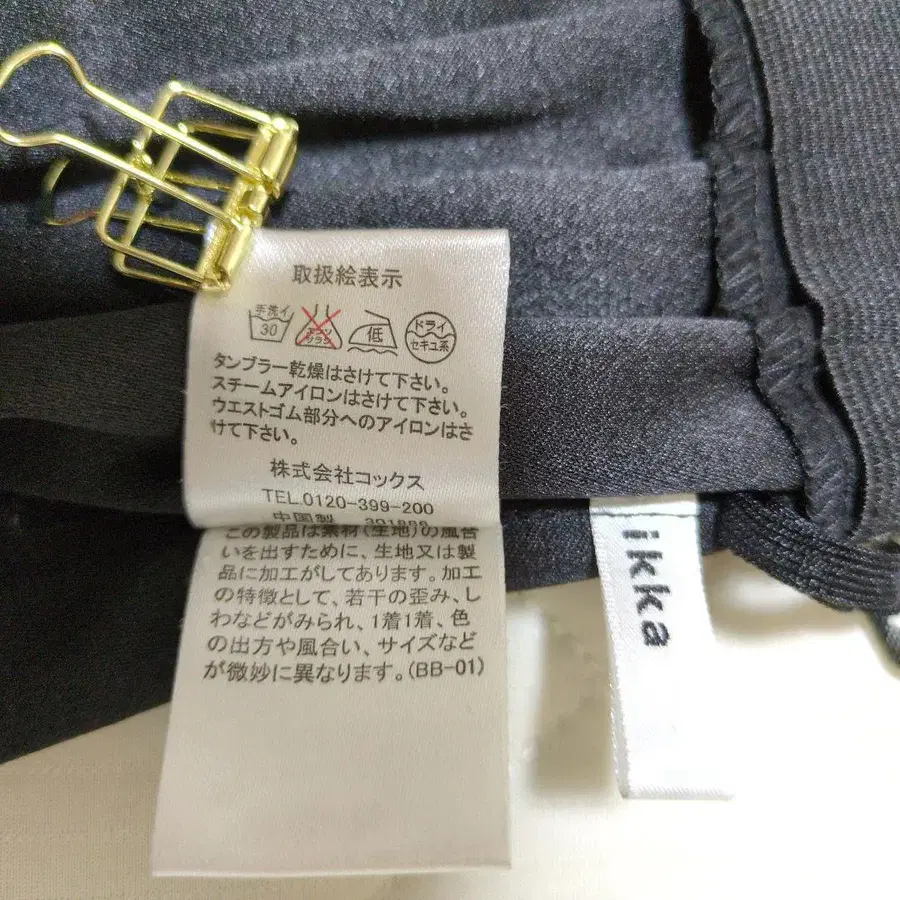 取扱絵表示
手洗イ 30 エンソ サラシ 低 ドライ セキユ系
タンブラー乾燥はさけて下さい。
スチームアイロンはさけて下さい。
ウエストゴム部分へのアイロンはさ
けて下さい。
株式会社コックス
TEL.0120-399-200
中国製
この製品は素材(生地)の風合
いを出すために、生地又は製
品に加工がしてあります。加工
の特徴として、若干の歪み、し
わなどがみられ、1着1着、色
の出方や風合い、サイズなど
が微妙に異なります。(BB-01)
ikka